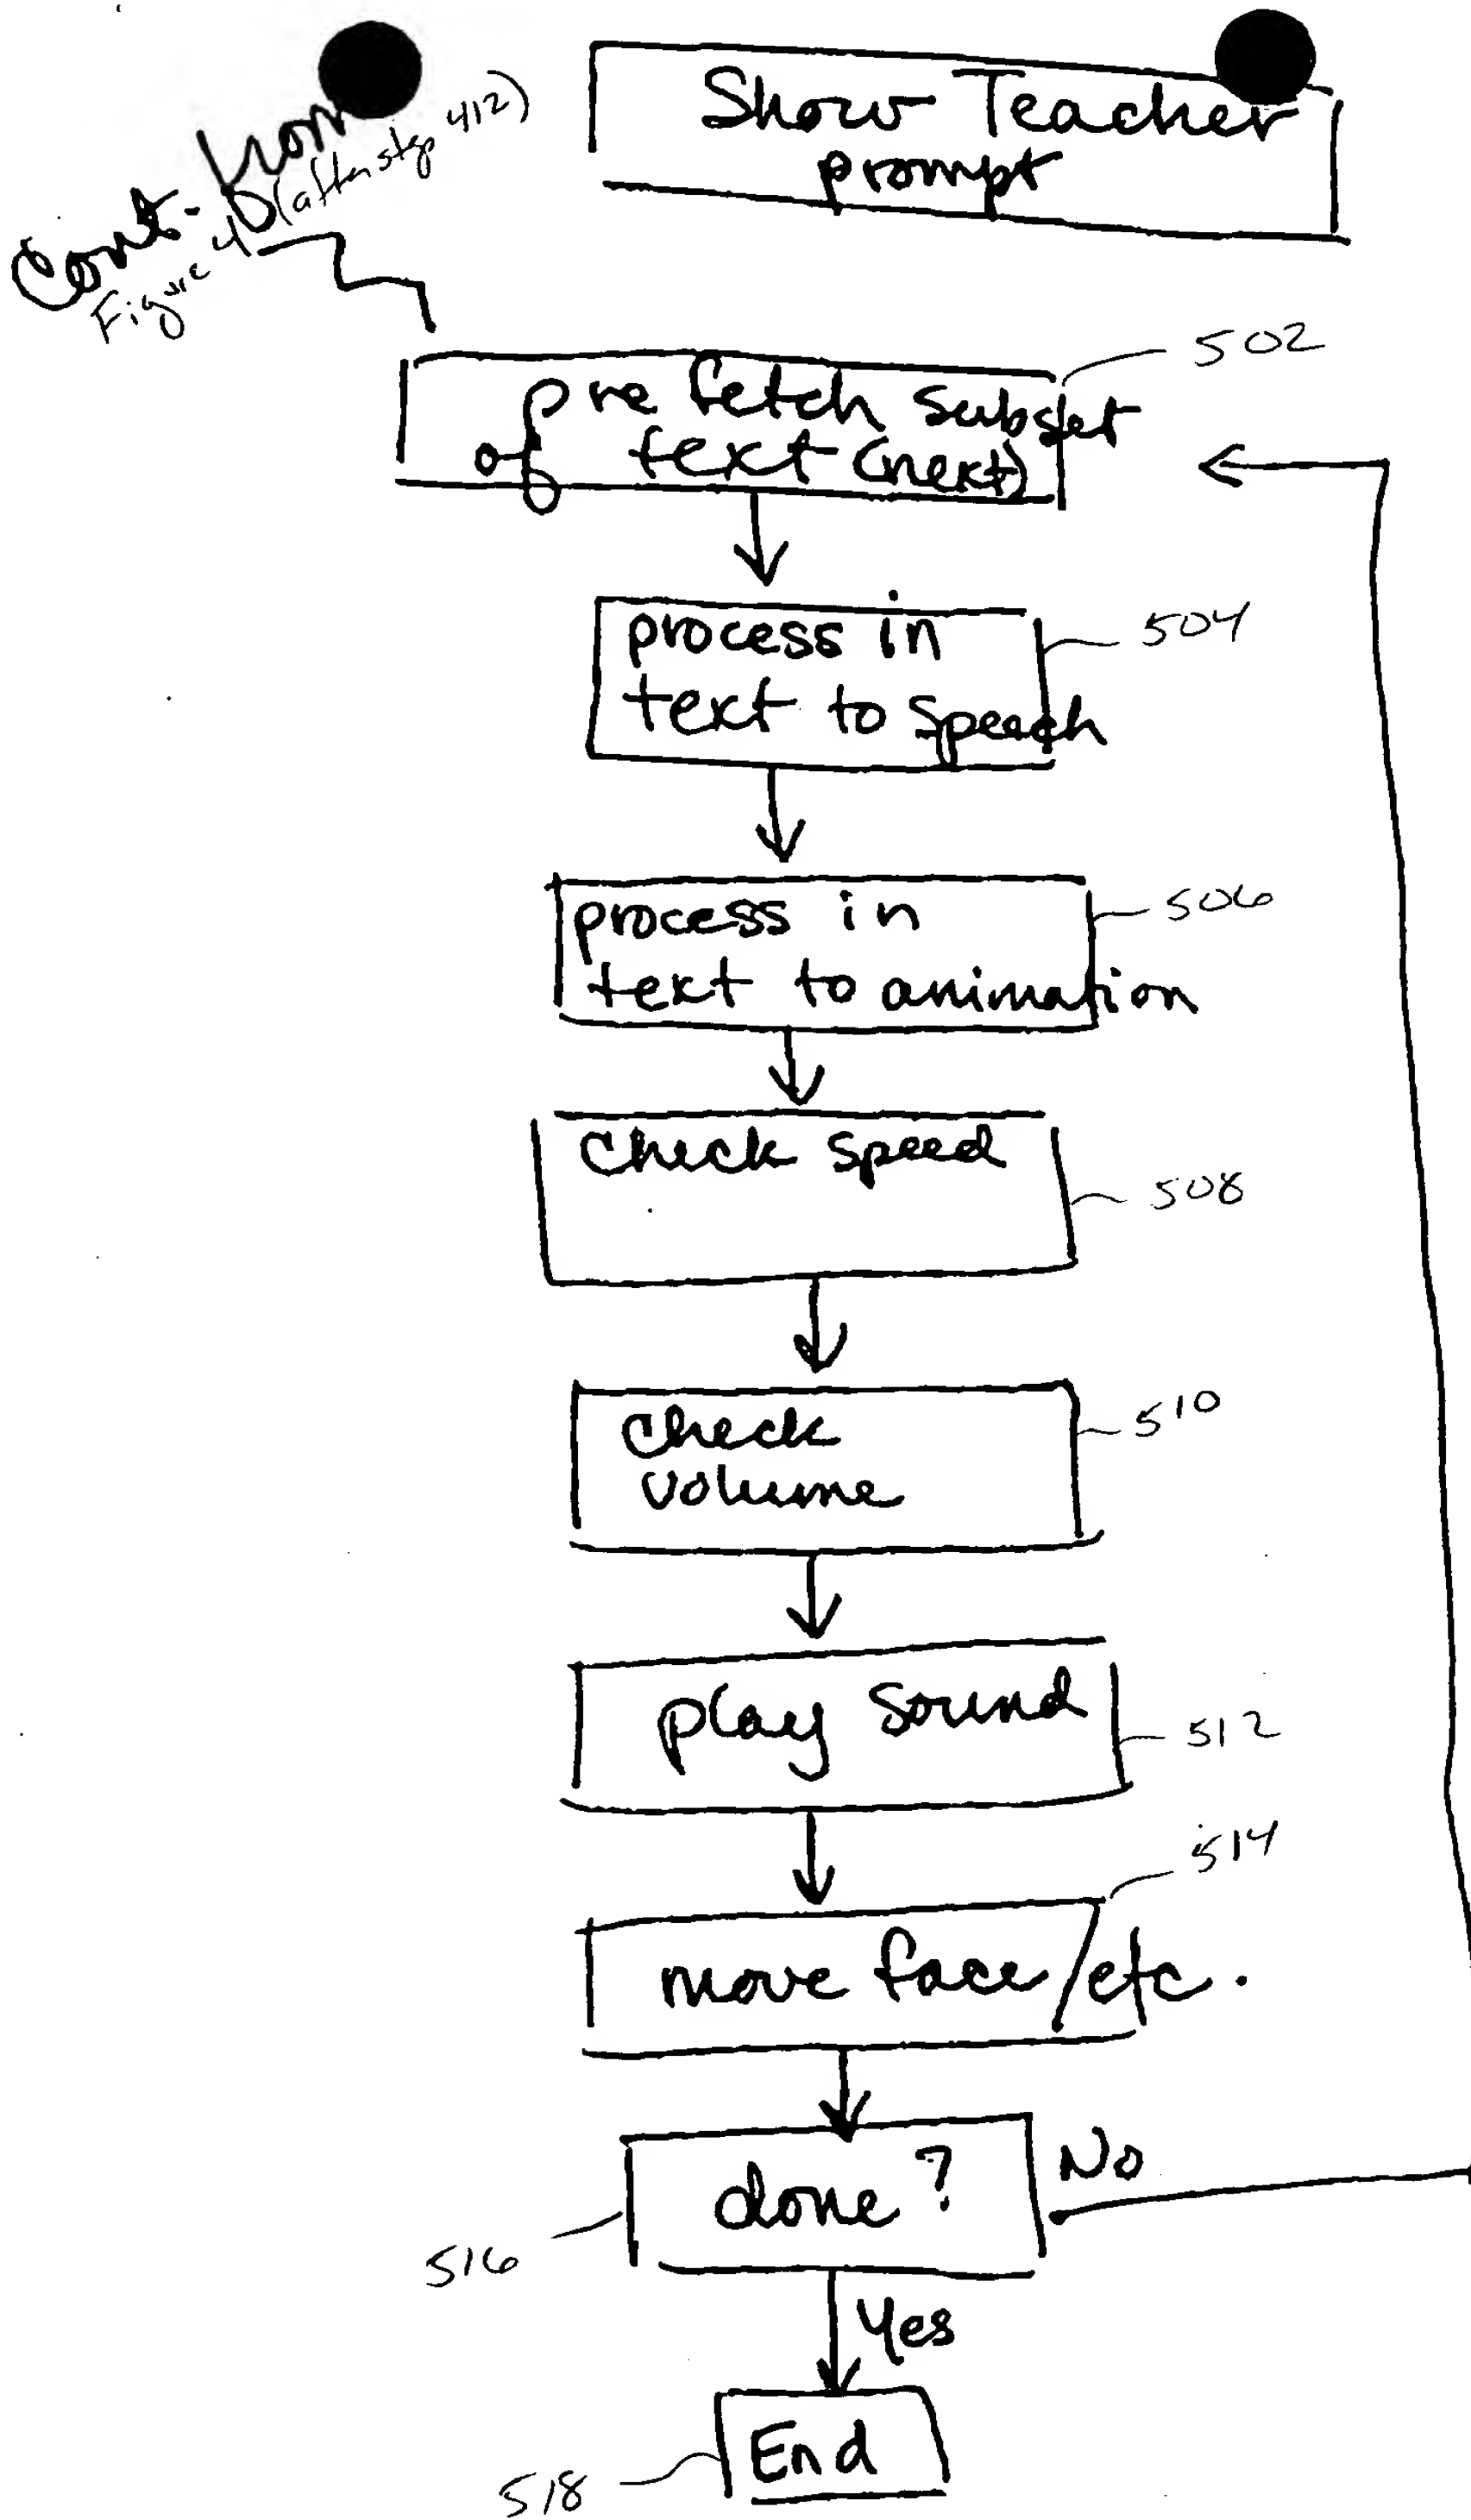 Cont. from
Figure 4D (after step 412)
Show Teacher
prompt
502
pre fetch subset
of text (next)
504
process in
text to speech
506
process in
text to animation
check speed
508
510
check
volume
play sound
512
514
move face/etc.
done?
No
516
Yes
End
518